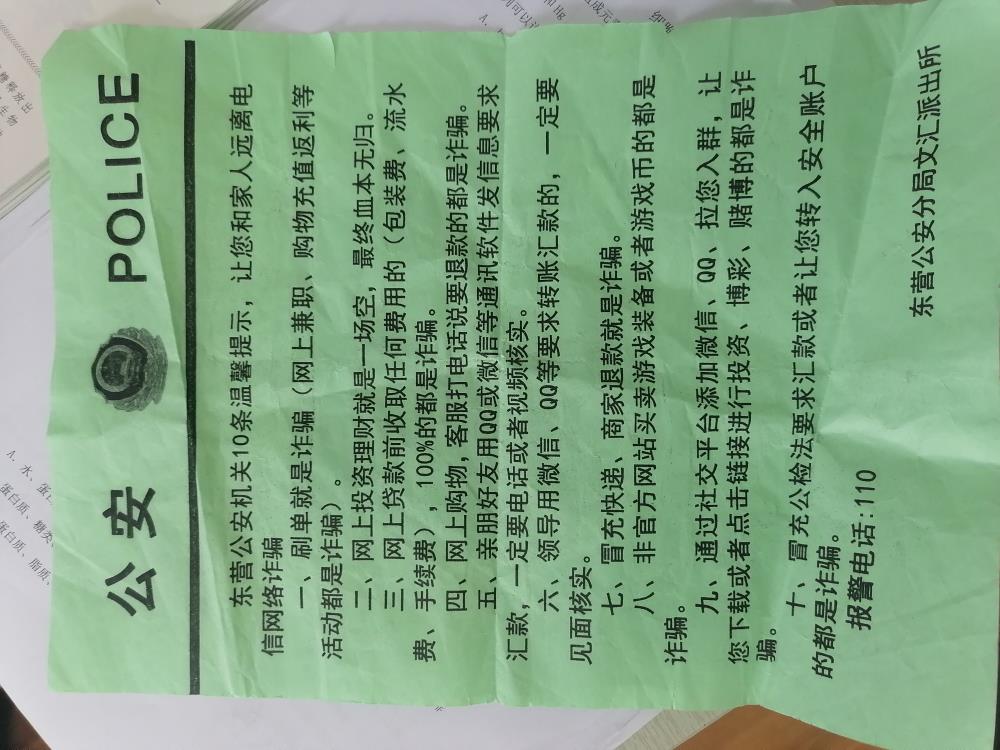 公安 POLICE
东营公安机关10条温馨提示，让您和家人远离电
信网络诈骗
一、刷单就是诈骗（网上兼职、购物充值返利等
活动都是诈骗）。
二、网上投资理财就是一场空，最终血本无归。
三、网上贷款前收取任何费用的（包装费、流水
费、手续费），100%的都是诈骗。
四、网上购物,客服打电话说要退款的都是诈骗。
五、亲朋好友用QQ或微信等通讯软件发信息要求
汇款，一定要电话或者视频核实。
六、领导用微信、QQ等要求转账汇款的，一定要
见面核实。
七、冒充快递、商家退款就是诈骗。
八、非官方网站买卖游戏装备或者游戏币的都是
诈骗。
九、通过社交平台添加微信、QQ，拉您入群，让
您下载或者点击链接进行投资、博彩、赌博的都是诈
骗。
十、冒充公检法要求汇款或者让您转入安全账户
的都是诈骗。
报警电话:110
东营公安分局文汇派出所